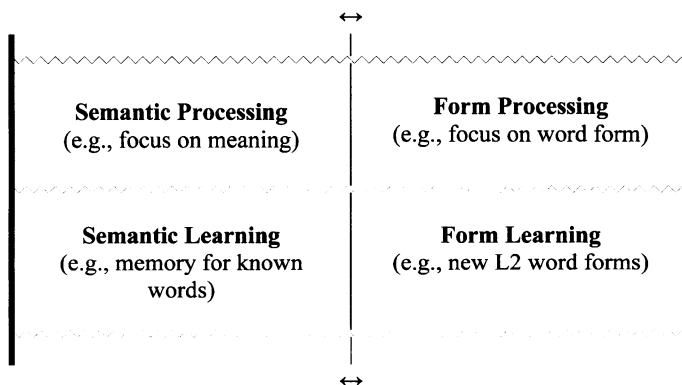 Semantic Processing
(e.g., focus on meaning)
Form Processing
(e.g., focus on word form)
Semantic Learning
(e.g., memory for known
words)
Form Learning
(e.g., new L2 word forms)